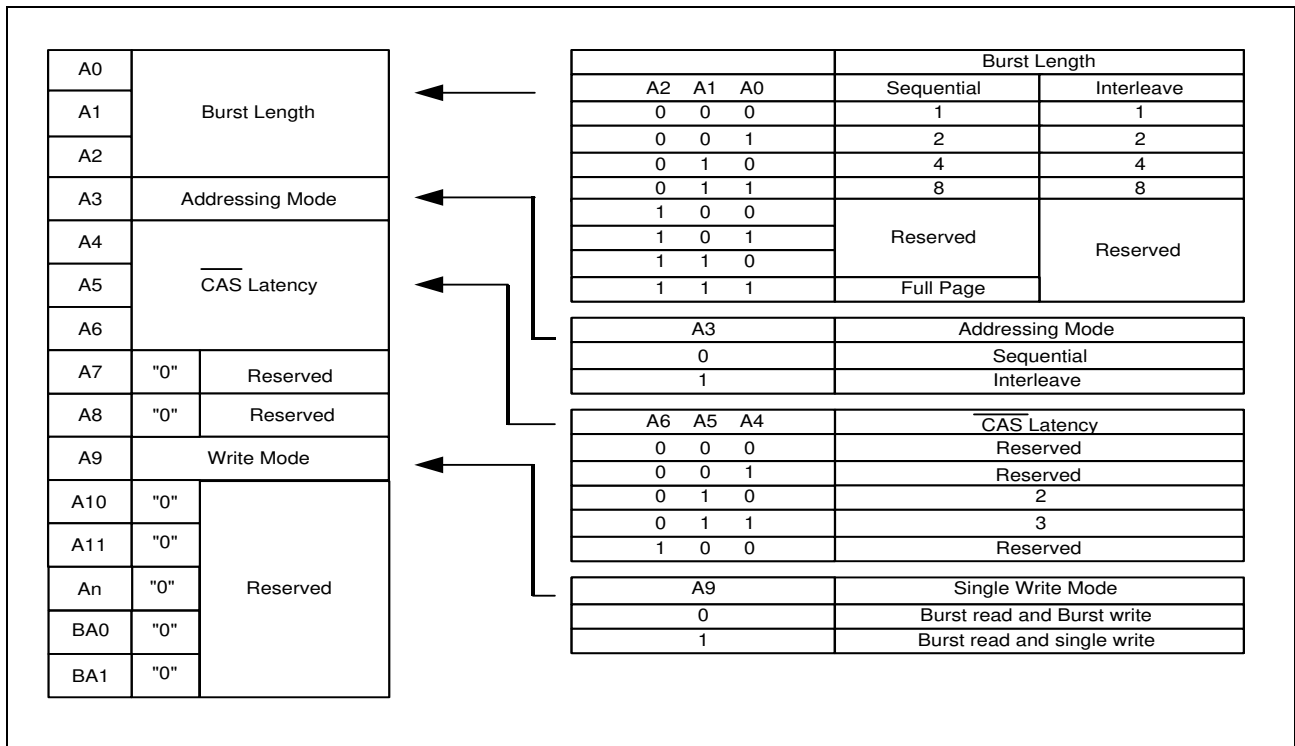 A0
A1
A2
Burst Length
A3
Addressing Mode
A4
A5
A6
CAS Latency
A7 "0" Reserved
A8 "0" Reserved
A9 Write Mode
A10 "0"
A11 "0"
An "0"
BA0 "0"
BA1 "0"
Reserved
Burst Length
A2 A1 A0 Sequential Interleave
0 0 0 1 1
0 0 1 2 2
0 1 0 4 4
0 1 1 8 8
1 0 0
1 0 1 Reserved Reserved
1 1 0
1 1 1 Full Page
A3 Addressing Mode
0 Sequential
1 Interleave
A6 A5 A4 CAS Latency
0 0 0 Reserved
0 0 1 Reserved
0 1 0 2
0 1 1 3
1 0 0 Reserved
A9 Single Write Mode
0 Burst read and Burst write
1 Burst read and single write